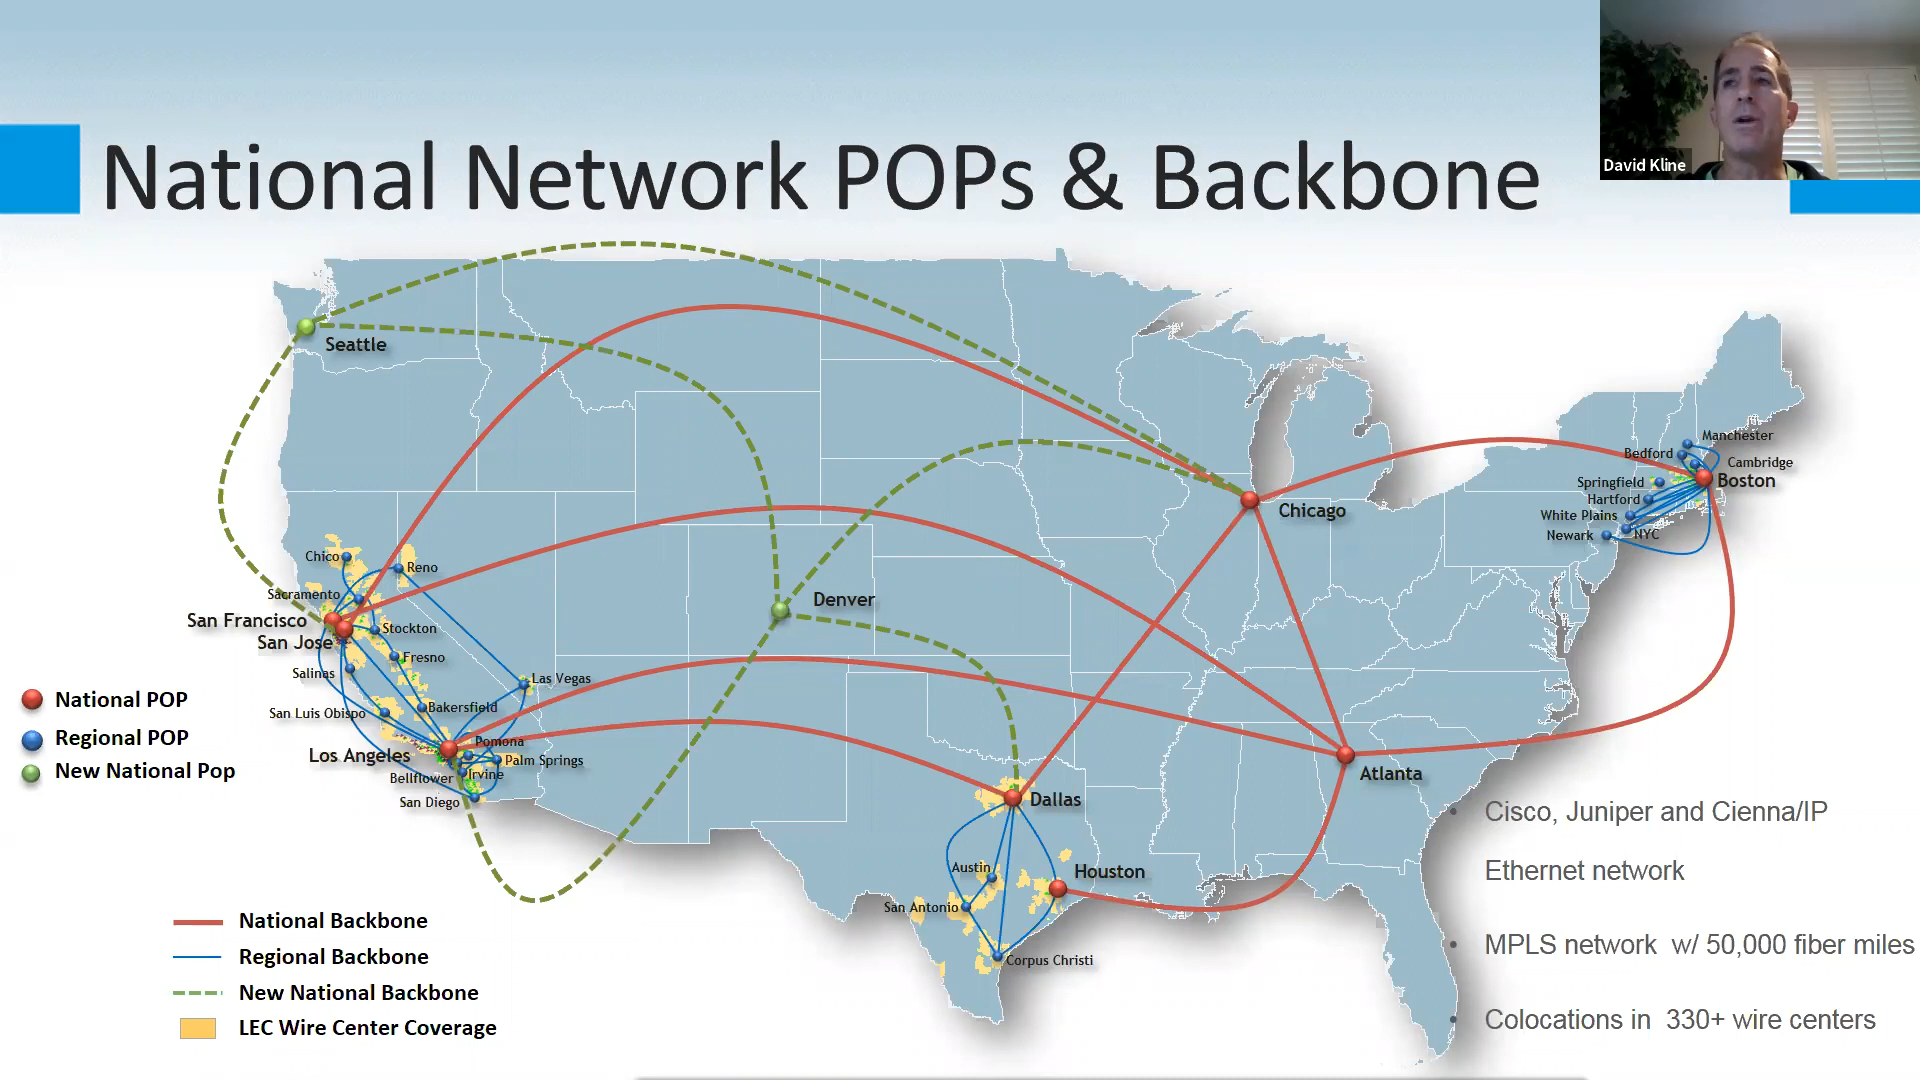 David Kline
National Network POPs & Backbone
Seattle
Manchester
Bedford
Cambridge
Springfield
Boston
Hartford
White Plains
NYC
Newark
Chicago
Chico
Reno
Sacramento
Denver
San Francisco
Stockton
San Jose
Fresno
Salinas
Las Vegas
National POP
Bakersfield
San Luis Obispo
Regional POP
Pomona
Los Angeles
Palm Springs
New National Pop
Bellflower
Irvine
San Diego
Atlanta
Dallas
Austin
Houston
San Antonio
Corpus Christi
National Backbone
Regional Backbone
New National Backbone
LEC Wire Center Coverage
• Cisco, Juniper and Cienna/IP
Ethernet network
• MPLS network w/ 50,000 fiber miles
• Colocations in 330+ wire centers